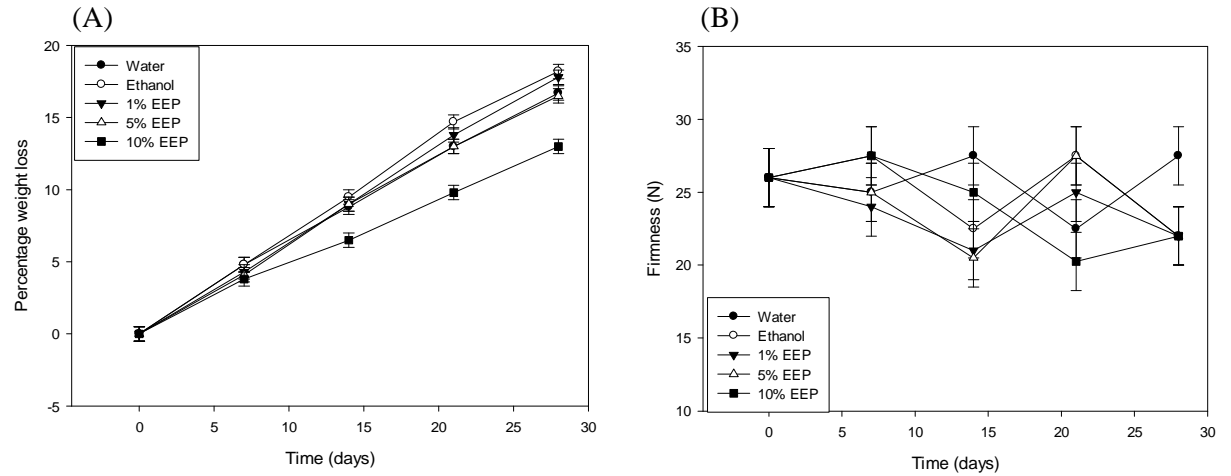 (A)
20
15
10
5
0
-5
Percentage weight loss
Water
Ethanol
1% EEP
5% EEP
10% EEP
0 5 10 15 20 25 30
Time (days)
(B)
35
30
25
20
15
10
Firmness (N)
Water
Ethanol
1% EEP
5% EEP
10% EEP
0 5 10 15 20 25 30
Time (days)